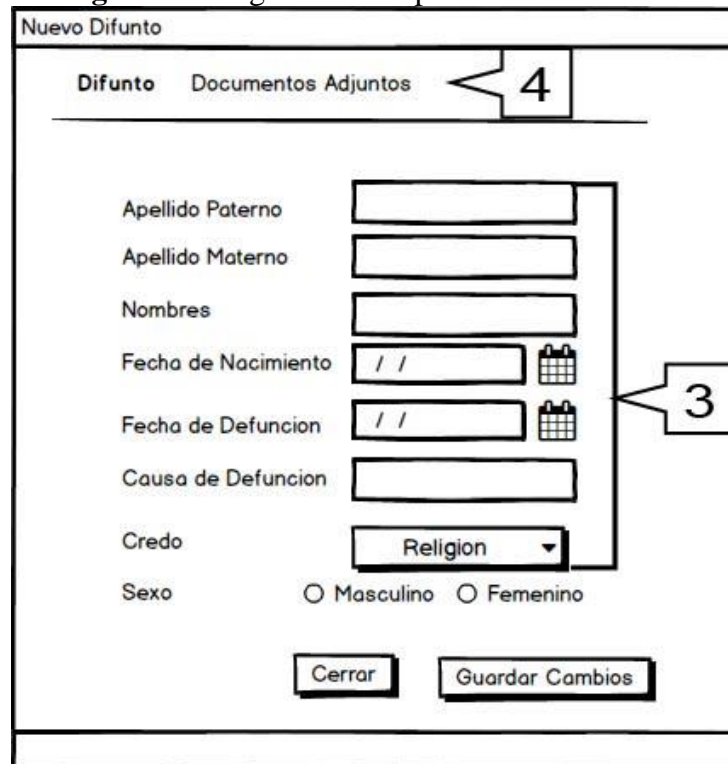 Nuevo Difunto
Difunto Documentos Adjuntos 4
Apellido Paterno
Apellido Materno
Nombres
Fecha de Nacimiento / /
3
Fecha de Defuncion / /
Causa de Defuncion
Credo Religion
Sexo Masculino Femenino
Cerrar Guardar Cambios